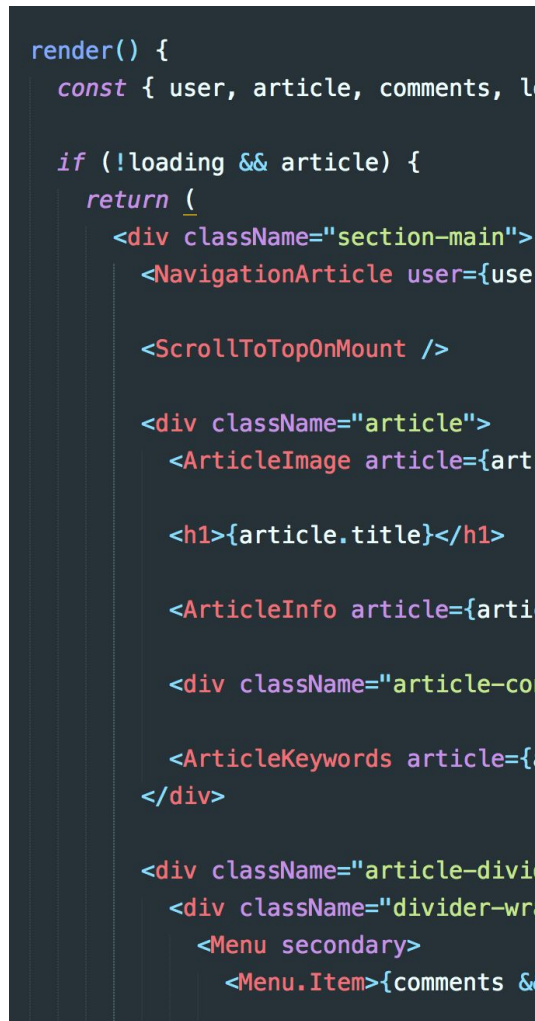 render() {
const { user, article, comments, l
if (!loading && article) {
return (
<div className="section-main">
<NavigationArticle user={use
<ScrollToTopOnMount />
<div className="article">
<ArticleImage article={art
<h1>{article.title}</h1>
<ArticleInfo article={arti
<div className="article-con
<ArticleKeywords article={
</div>
<div className="article-divi
<div className="divider-wr
<Menu secondary>
<Menu.Item>{comments &&